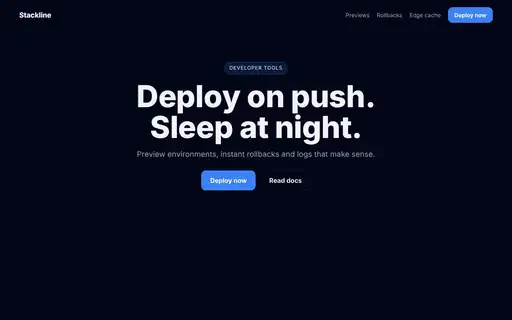 Stackline
Previews
Rollbacks
Edge cache
Deploy now
DEVELOPER TOOLS
Deploy on push.
Sleep at night.
Preview environments, instant rollbacks and logs that make sense.
Deploy now
Read docs